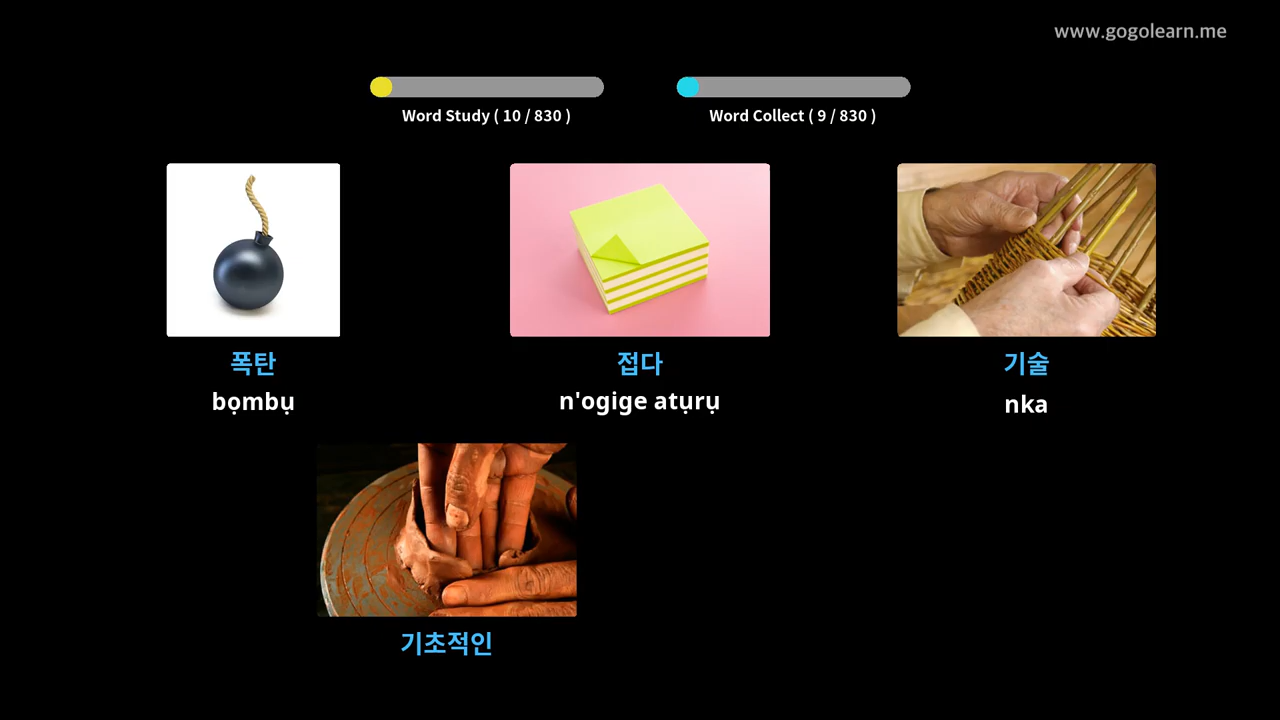 www.gogolearn.me
Word Study ( 10 / 830 )
Word Collect ( 9 / 830 )
폭탄
bọmbụ
접다
n'ogige atụrụ
기술
nka
기초적인